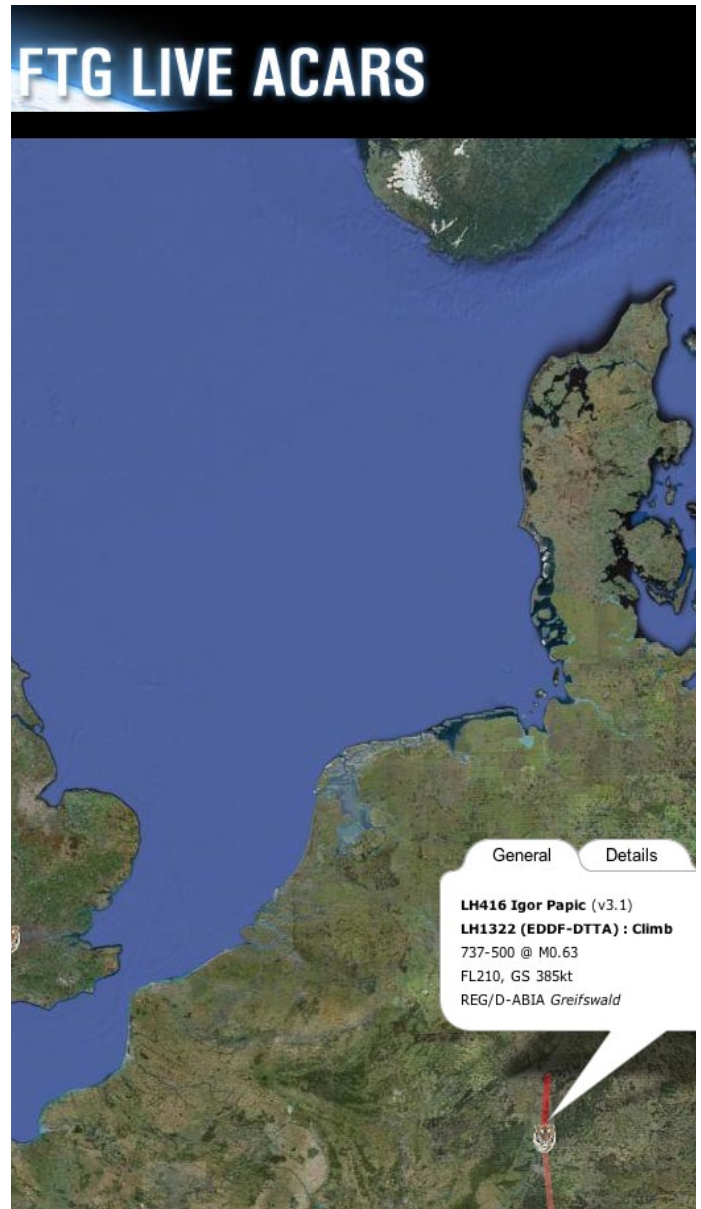 FTG LIVE ACARS
General Details
LH416 Igor Papic (v3.1)
LH1322 (EDDF-DTTA) : Climb
737-500 @ M0.63
FL210, GS 385kt
REG/D-ABIA Greifswald